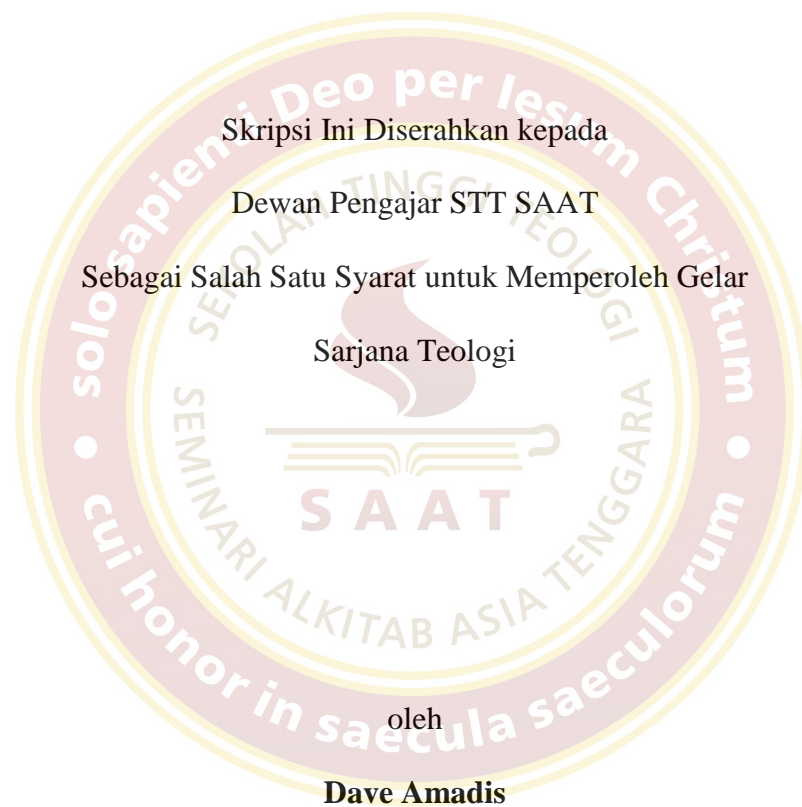 Skripsi Ini Diserahkan kepada
Dewan Pengajar STT SAAT
Sebagai Salah Satu Syarat untuk Memperoleh Gelar
Sarjana Teologi
oleh
Dave Amadis
solo sapienti Deo per Iesum Christum
cui honor in saecula saeculorum
SEKOLAH TINGGI TEOLOGI
SEMINARI ALKITAB ASIA TENGGARA
SAAT